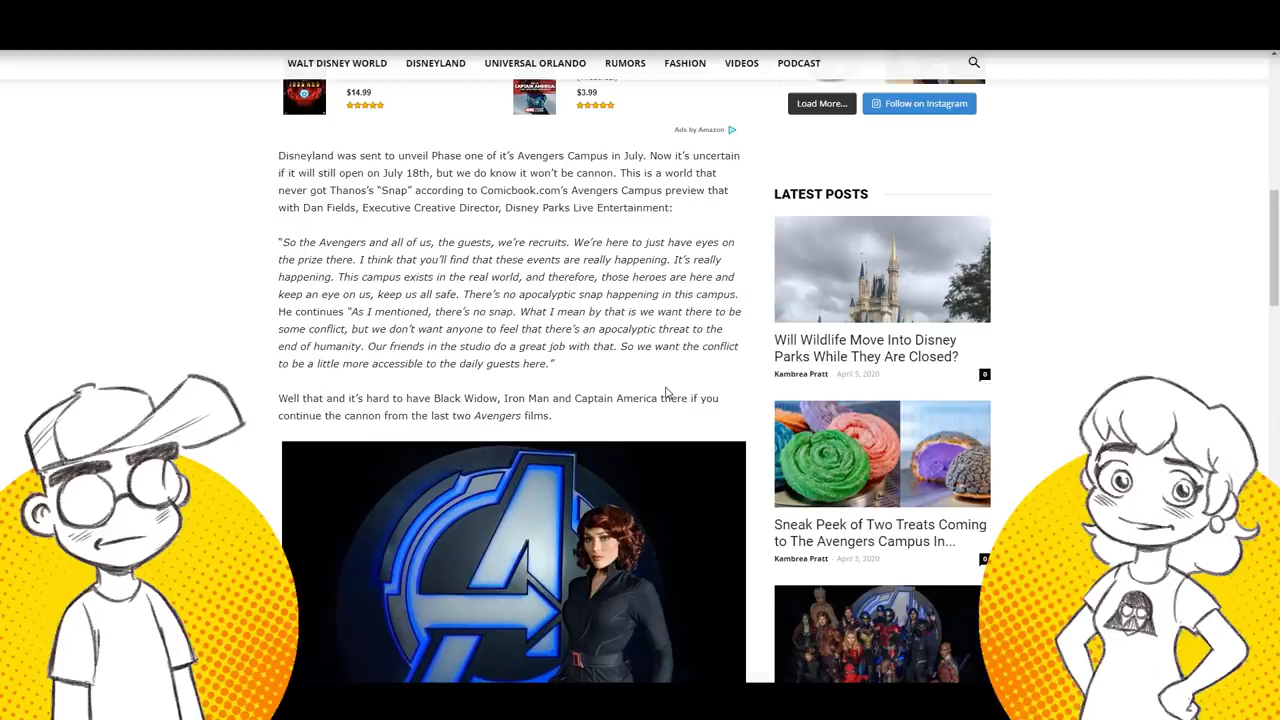 WALT DISNEY WORLD DISNEYLAND UNIVERSAL ORLANDO RUMORS FASHION VIDEOS PODCAST
$14.99
$3.99
Load More... Follow on Instagram
Ads by Amazon
Disneyland was sent to unveil Phase one of it's Avengers Campus in July. Now it's uncertain
if it will still open on July 18th, but we do know it won't be cannon. This is a world that
never got Thanos's "Snap" according to Comicbook.com's Avengers Campus preview that
with Dan Fields, Executive Creative Director, Disney Parks Live Entertainment:
"So the Avengers and all of us, the guests, we're recruits. We're here to just have eyes on
the prize there. I think that you'll find that these events are really happening. It's really
happening. This campus exists in the real world, and therefore, those heroes are here and
keep an eye on us, keep us all safe. There's no apocalyptic snap happening in this campus.
He continues "As I mentioned, there's no snap. What I mean by that is we want there to be
some conflict, but we don't want anyone to feel that there's an apocalyptic threat to the
end of humanity. Our friends in the studio do a great job with that. So we want the conflict
to be a little more accessible to the daily guests here."
Well that and it's hard to have Black Widow, Iron Man and Captain America there if you
continue the cannon from the last two Avengers films.
LATEST POSTS
Will Wildlife Move Into Disney
Parks While They Are Closed?
Kambrea Pratt - April 5, 2020 0
Sneak Peek of Two Treats Coming
to The Avengers Campus In...
Kambrea Pratt - April 5, 2020 0